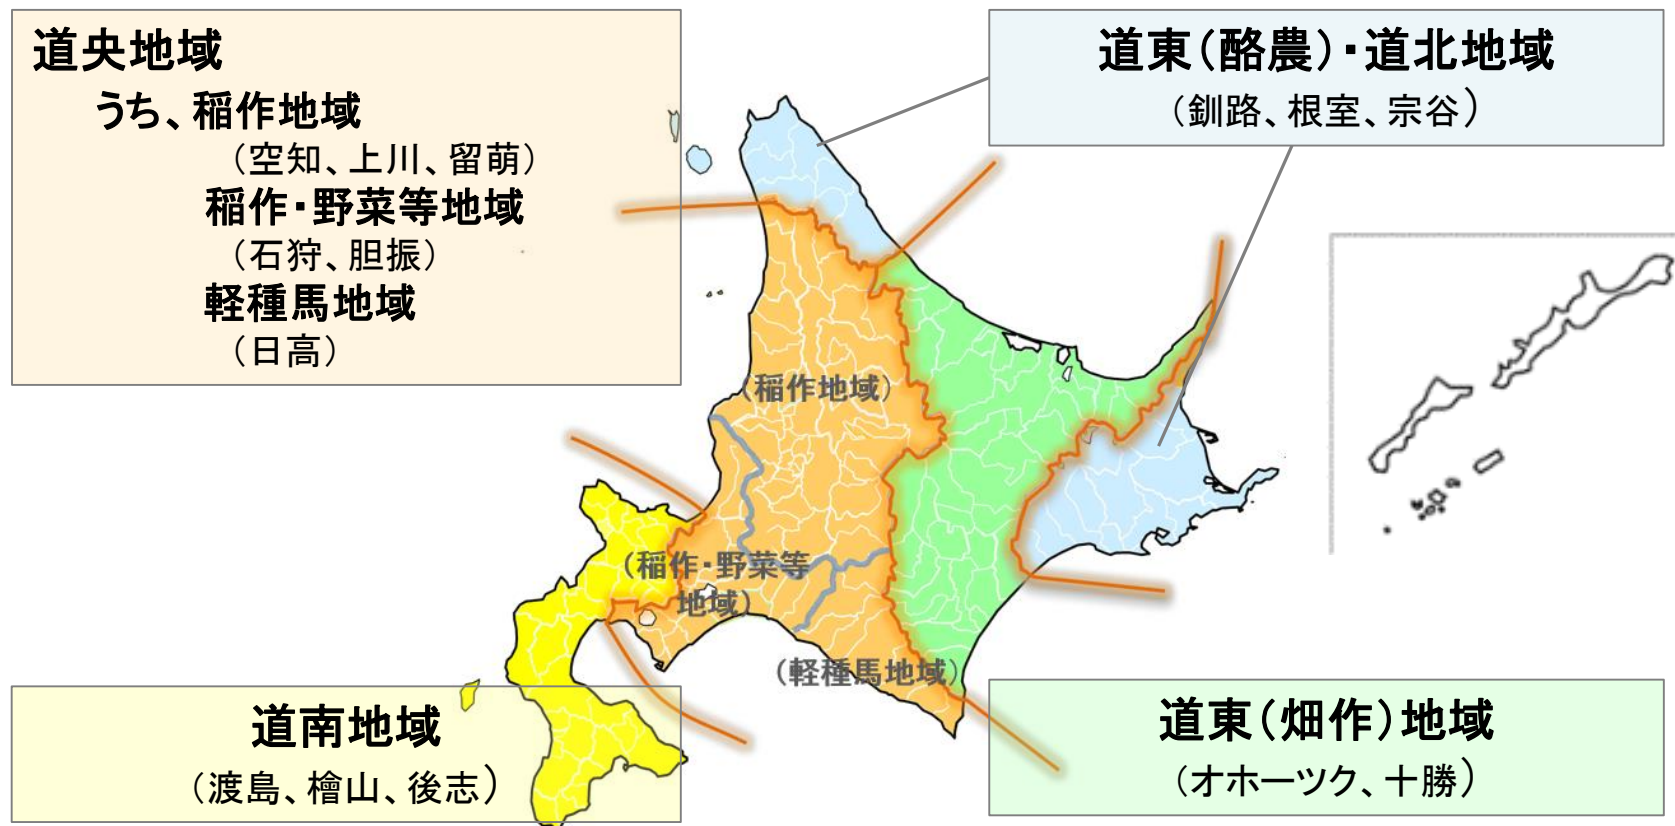 道央地域
うち、稲作地域
（空知、上川、留萌）
稲作・野菜等地域
（石狩、胆振）
軽種馬地域
（日高）
道東（酪農）・道北地域
（釧路、根室、宗谷）
（稲作地域）
（稲作・野菜等
地域）
（軽種馬地域）
道南地域
（渡島、檜山、後志）
道東（畑作）地域
（オホーツク、十勝）